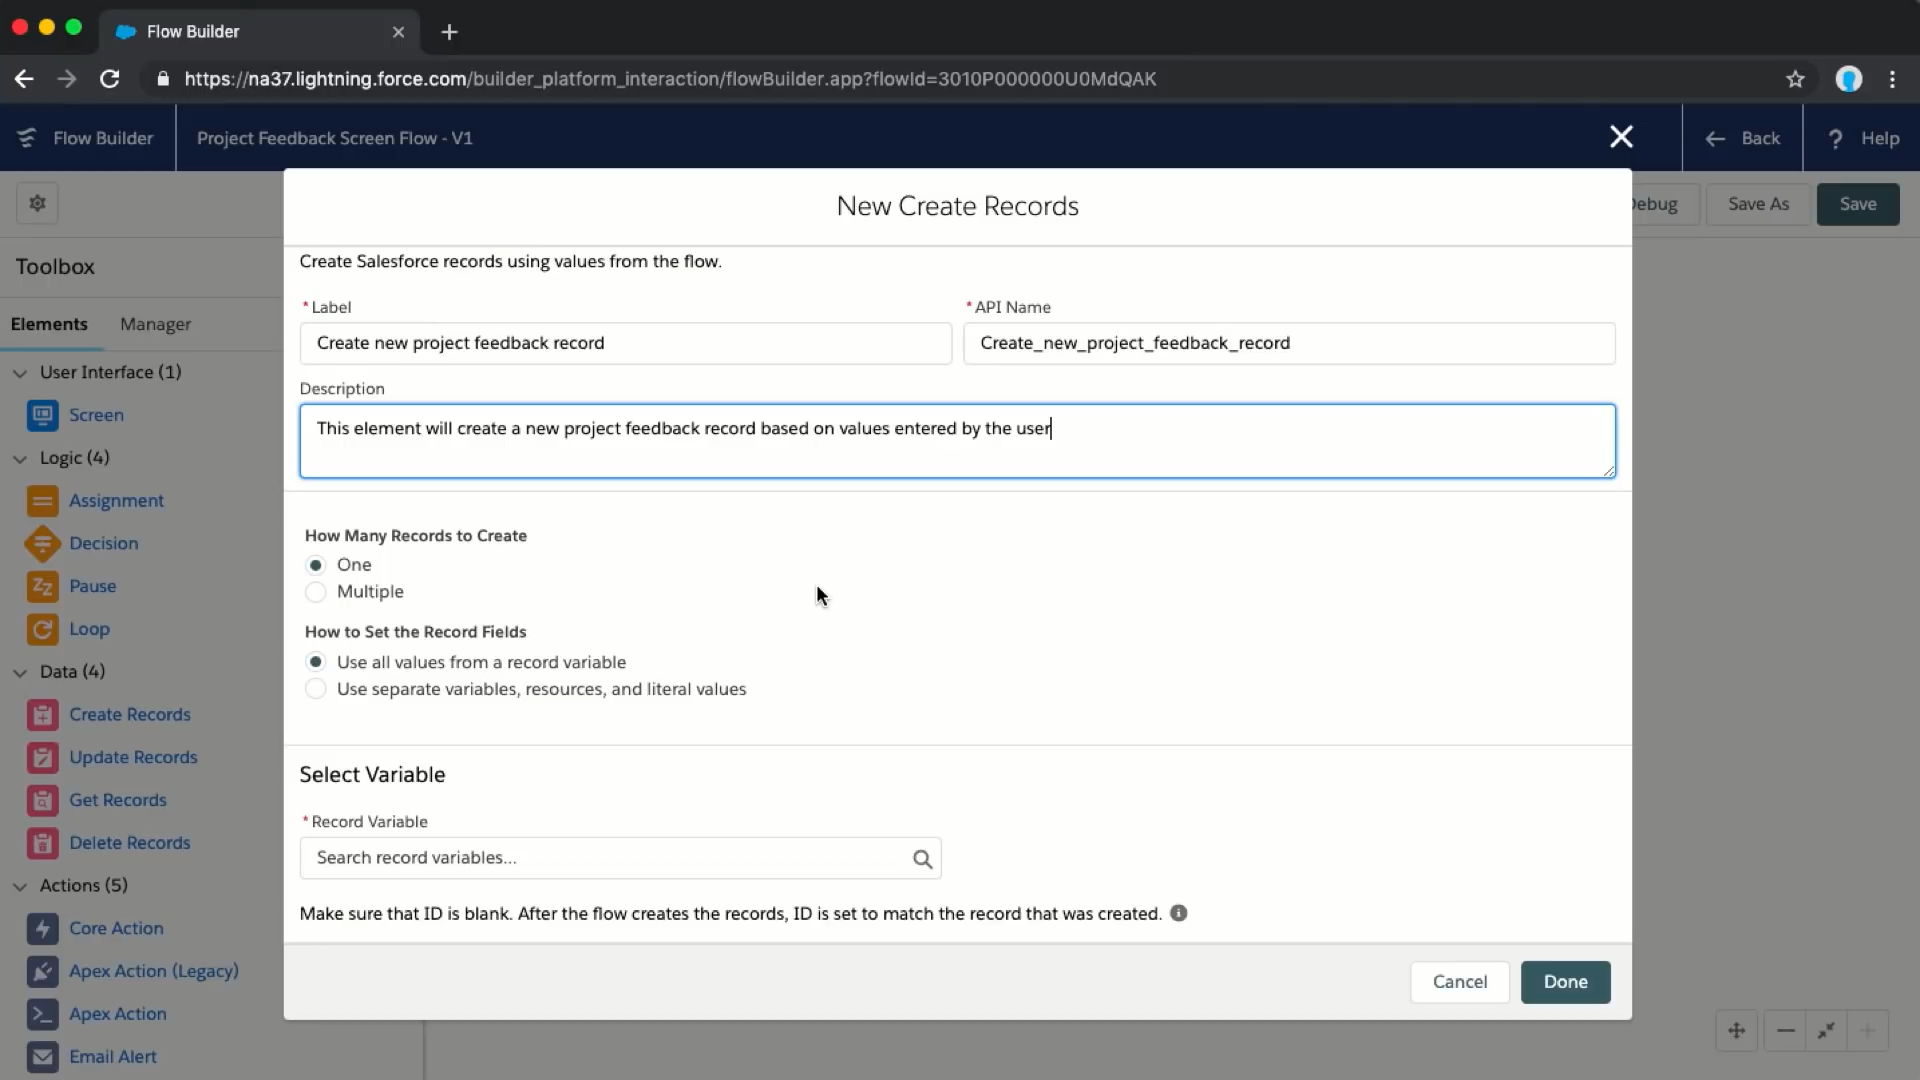 Flow Builder
https://na37.lightning.force.com/builder_platform_interaction/flowBuilder.app?flowId=3010P000000U0MdQAK
Flow Builder
Project Feedback Screen Flow - V1
Back
? Help
New Create Records
Debug
Save As
Save
Toolbox
Elements
Manager
User Interface (1)
Screen
Logic (4)
Assignment
Decision
Pause
Loop
Data (4)
Create Records
Update Records
Get Records
Delete Records
Actions (5)
Core Action
Apex Action (Legacy)
Apex Action
Email Alert
Create Salesforce records using values from the flow.
* Label
* API Name
Create new project feedback record
Create_new_project_feedback_record
Description
This element will create a new project feedback record based on values entered by the user
How Many Records to Create
One
Multiple
How to Set the Record Fields
Use all values from a record variable
Use separate variables, resources, and literal values
Select Variable
* Record Variable
Search record variables...
Make sure that ID is blank. After the flow creates the records, ID is set to match the record that was created.
Cancel
Done